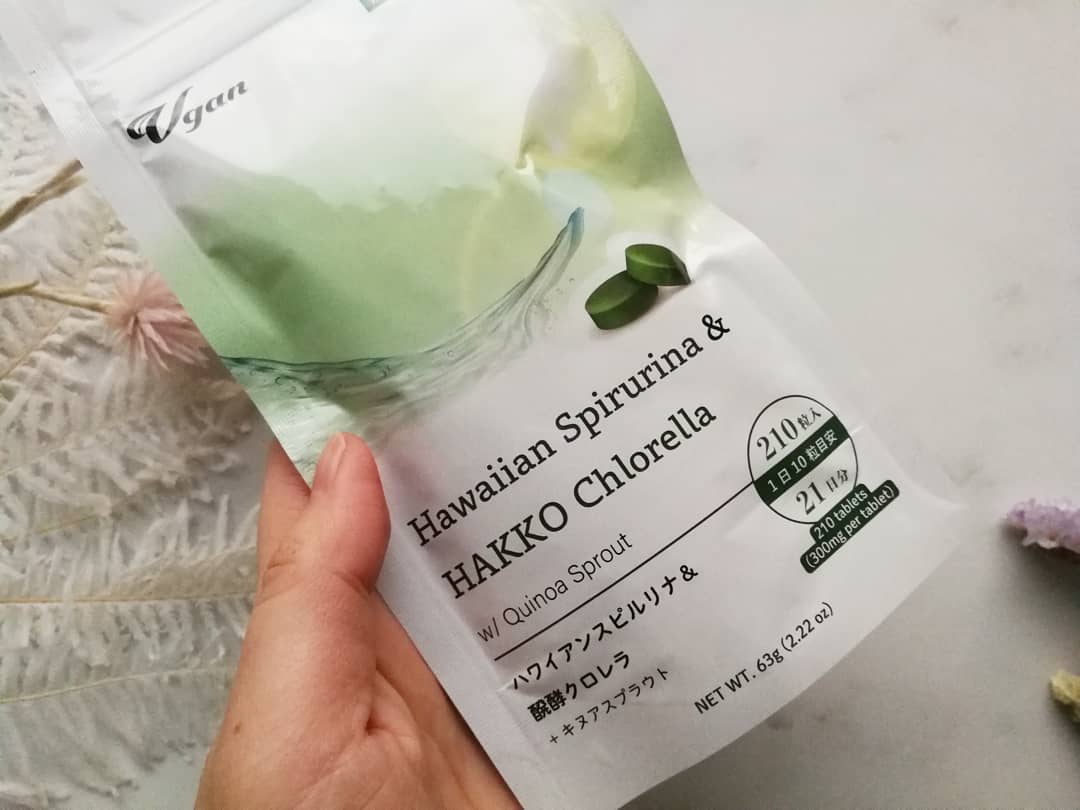 Vgan
Hawaiian Spirurina &
HAKKO Chlorella
w/ Quinoa Sprout
ハワイアンスピルリナ&
醗酵クロレラ
+キヌアスプラウト
210粒入
1日10粒目安
21日分
210 tablets
(300mg per tablet)
NET WT. 63g (2.22 oz)